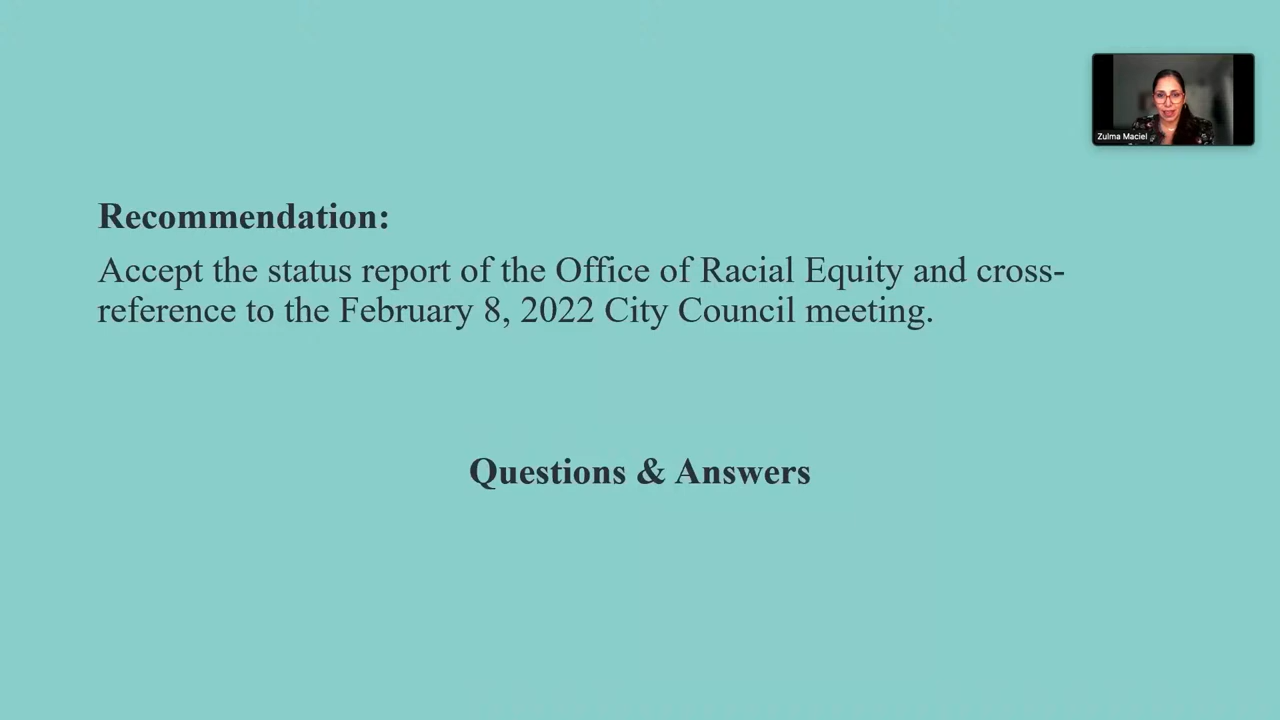 Zulma Maciel
Recommendation:
Accept the status report of the Office of Racial Equity and cross-
reference to the February 8, 2022 City Council meeting.
Questions & Answers